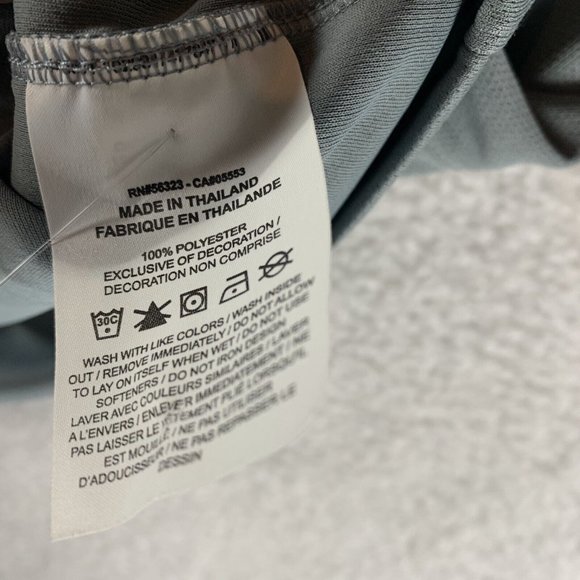 RN#56323 - CA#05553
MADE IN THAILAND
FABRIQUE EN THAILANDE
100% POLYESTER
EXCLUSIVE OF DECORATION /
DECORATION NON COMPRISE
30C
WASH WITH LIKE COLORS / WASH INSIDE
OUT / REMOVE IMMEDIATELY / DO NOT ALLOW
TO LAY ON ITSELF WHEN WET / DO NOT USE
SOFTENERS / DO NOT IRON DESIGN
LAVER AVEC COULEURS SIMILAIRES / LAVER
A L'ENVERS / ENLEVER IMMEDIATEMENT / NE
PAS LAISSER LE VÊTEMENT PLIE LORSQU'IL
EST MOUILLE / NE PAS UTILISER
D'ADOUCISSEUR / NE PAS REPASSER LE
DESSIN